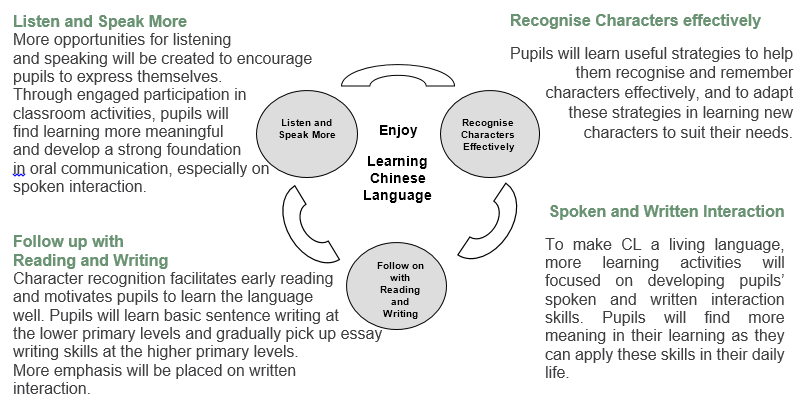 Listen and Speak More
More opportunities for listening
and speaking will be created to encourage
pupils to express themselves.
Through engaged participation in
classroom activities, pupils will
find learning more meaningful
and develop a strong foundation
in oral communication, especially on
spoken interaction.
Recognise Characters effectively
Pupils will learn useful strategies to help
them recognise and remember
characters effectively, and to adapt
these strategies in learning new
characters to suit their needs.
Listen and
Speak More
Enjoy
Learning
Chinese
Language
Recognise
Characters
Effectively
Follow on
with
Reading
and
Writing
Follow up with
Reading and Writing
Character recognition facilitates early reading
and motivates pupils to learn the language
well. Pupils will learn basic sentence writing at
the lower primary levels and gradually pick up essay
writing skills at the higher primary levels.
More emphasis will be placed on written
interaction.
Spoken and Written Interaction
To make CL a living language,
more learning activities will
focused on developing pupils’
spoken and written interaction
skills. Pupils will find more
meaning in their learning as they
can apply these skills in their daily
life.